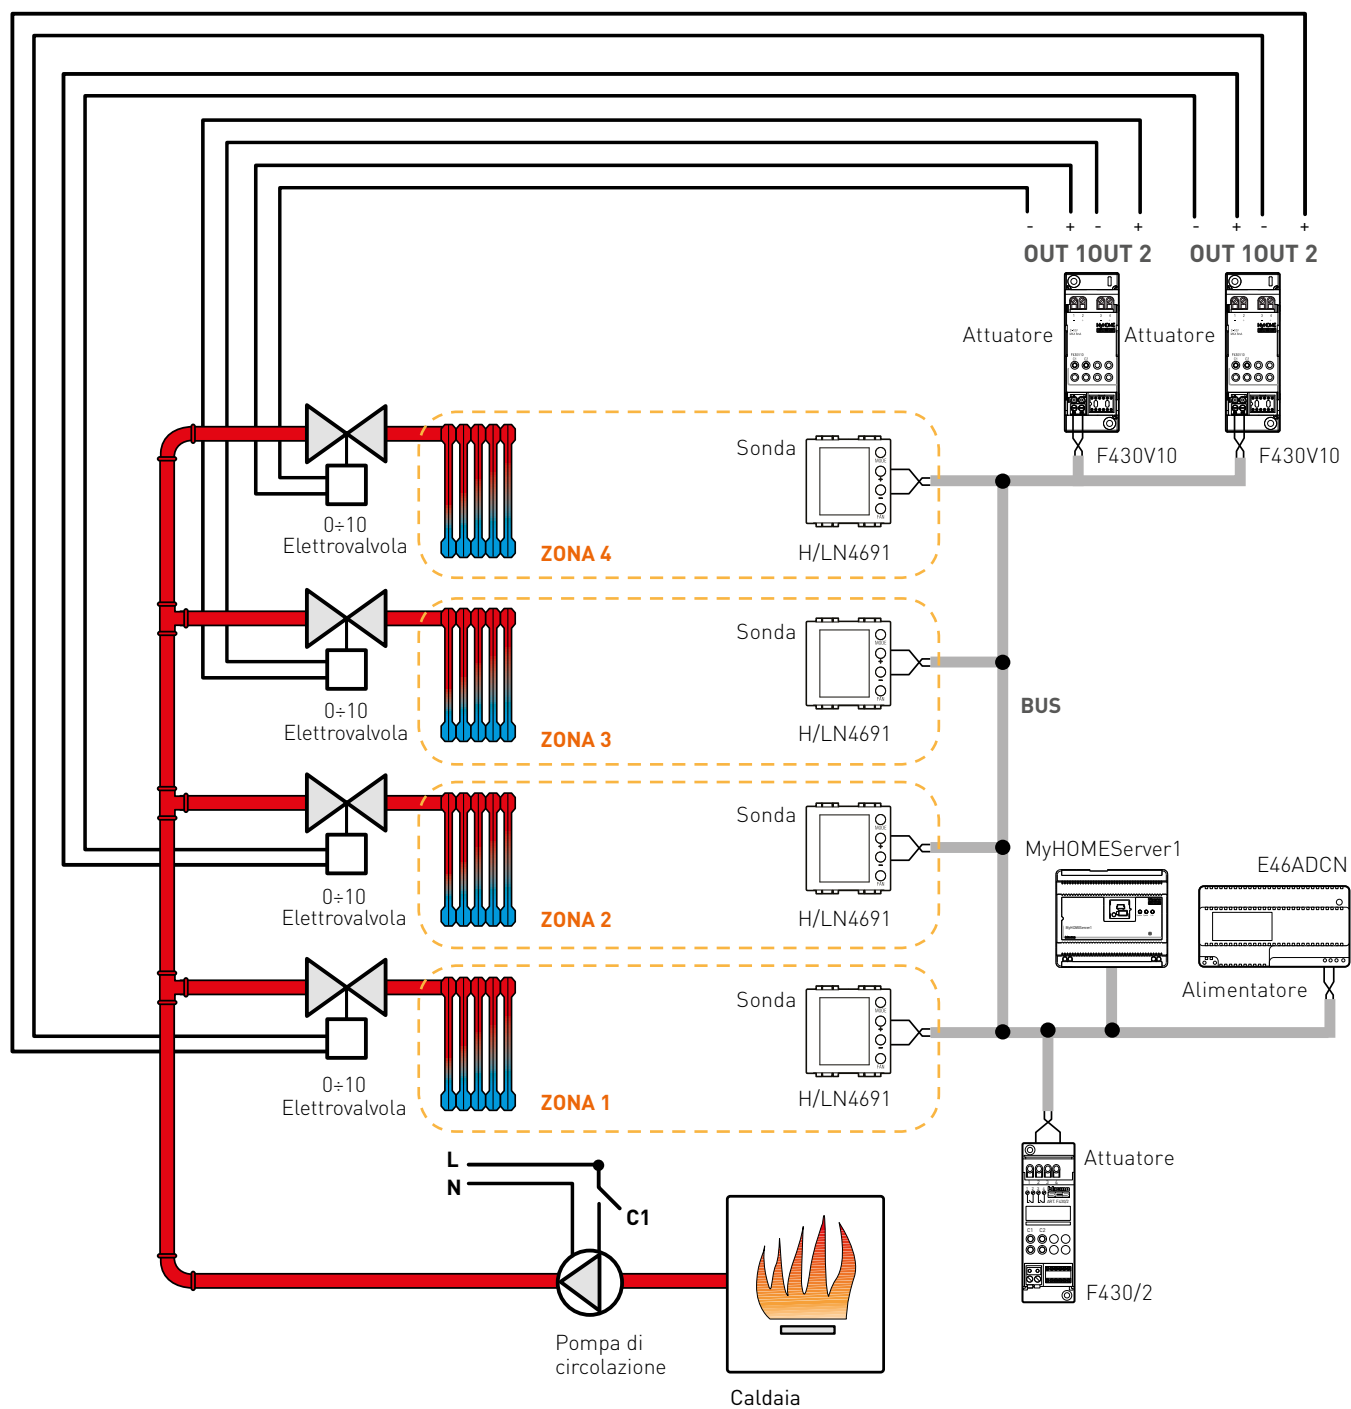 - + - +
- + - +
OUT 1OUT 2
OUT 1OUT 2
Attuatore
Attuatore
F430V10
F430V10
Sonda
H/LN4691
0÷10
Elettrovalvola
ZONA 4
Sonda
H/LN4691
0÷10
Elettrovalvola
ZONA 3
BUS
Sonda
H/LN4691
0÷10
Elettrovalvola
ZONA 2
MyHOMEServer1
E46ADCN
Alimentatore
Sonda
H/LN4691
0÷10
Elettrovalvola
ZONA 1
L
N
C1
Attuatore
C1 C2
F430/2
Pompa di
circolazione
Caldaia